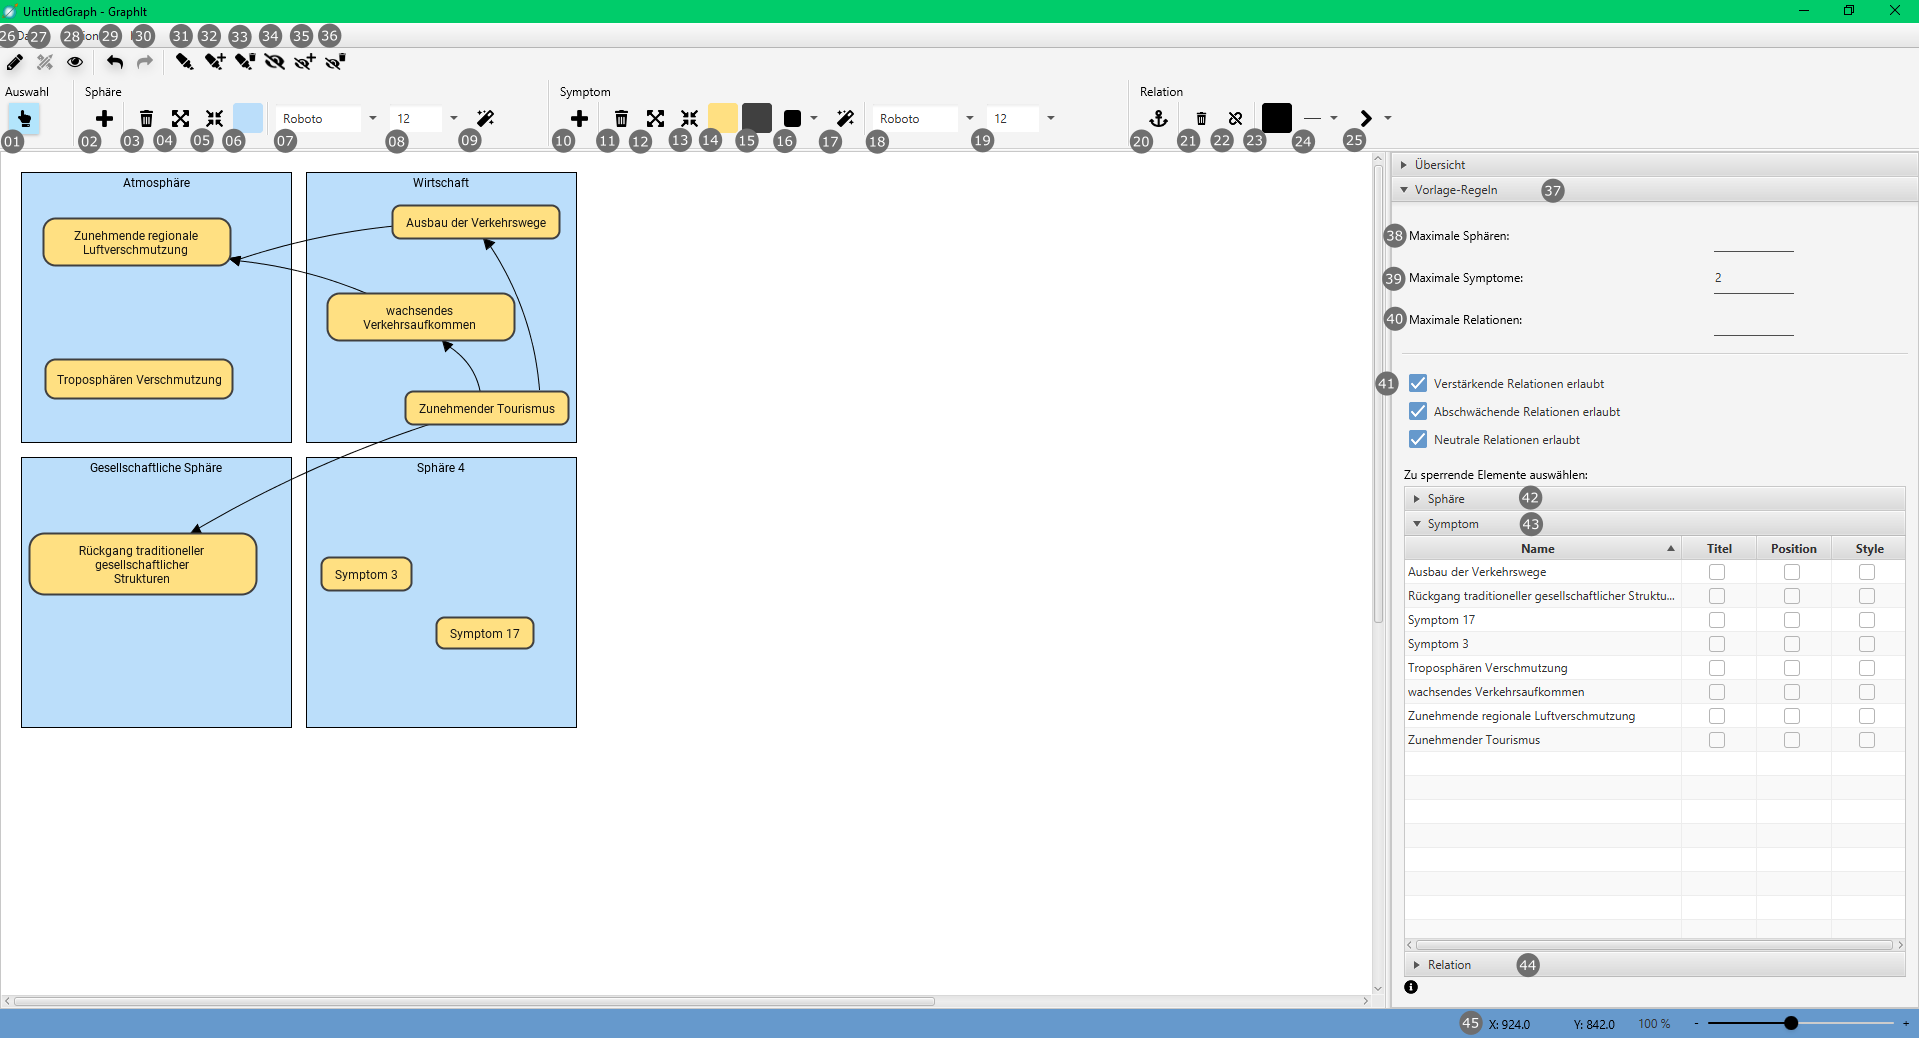 UntitledGraph - GraphIt
26 27 28 29 30 31 32 33 34 35 36
Auswahl
Sphäre
Symptom
Relation
Roboto
12
Roboto
12
01 02 03 04 05 06 07 08 09 10 11 12 13 14 15 16 17 18 19 20 21 22 23 24 25
Atmosphäre
Zunehmende regionale
Luftverschmutzung
Troposphären Verschmutzung
Wirtschaft
Ausbau der Verkehrswege
wachsendes
Verkehrsaufkommen
Zunehmender Tourismus
Gesellschaftliche Sphäre
Rückgang traditioneller
gesellschaftlicher
Strukturen
Sphäre 4
Symptom 3
Symptom 17
Übersicht
Vorlage-Regeln 37
38 Maximale Sphären:
39 Maximale Symptome: 2
40 Maximale Relationen:
41 Verstärkende Relationen erlaubt
Abschwächende Relationen erlaubt
Neutrale Relationen erlaubt
Zu sperrende Elemente auswählen:
Sphäre 42
Symptom 43
Name Titel Position Style
Ausbau der Verkehrswege
Rückgang traditioneller gesellschaftlicher Struktu...
Symptom 17
Symptom 3
Troposphären Verschmutzung
wachsendes Verkehrsaufkommen
Zunehmende regionale Luftverschmutzung
Zunehmender Tourismus
Relation 44
45 X: 924.0 Y: 842.0 100 % - +